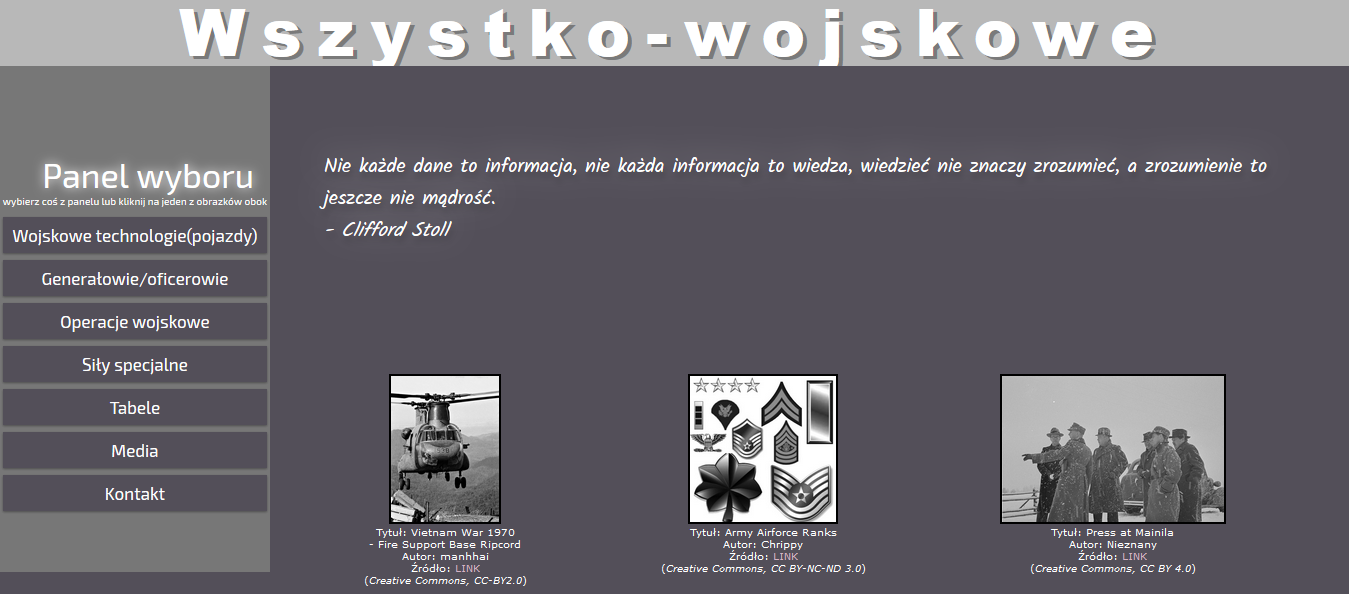 Wszystko-wojskowe
Panel wyboru
wybierz coś z panelu lub kliknij na jeden z obrazków obok
Wojskowe technologie(pojazdy)
Generałowie/oficerowie
Operacje wojskowe
Siły specjalne
Tabele
Media
Kontakt
Nie każde dane to informacja, nie każda informacja to wiedza, wiedzieć nie znaczy zrozumieć, a zrozumienie to
jeszcze nie mądrość.
- Clifford Stoll
Tytuł: Vietnam War 1970
- Fire Support Base Ripcord
Autor: manhhai
Źródło: LINK
(Creative Commons, CC-BY2.0)
Tytuł: Army Airforce Ranks
Autor: Chrippy
Źródło: LINK
(Creative Commons, CC BY-NC-ND 3.0)
Tytuł: Press at Mainila
Autor: Nieznany
Źródło: LINK
(Creative Commons, CC BY 4.0)